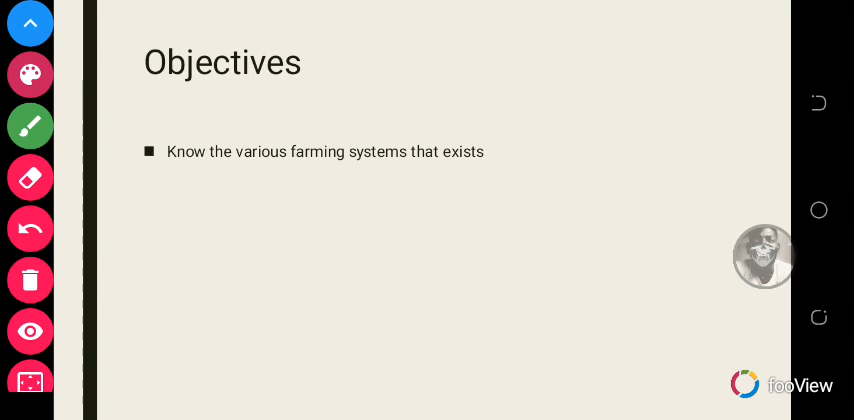 Objectives
Know the various farming systems that exists
fooView